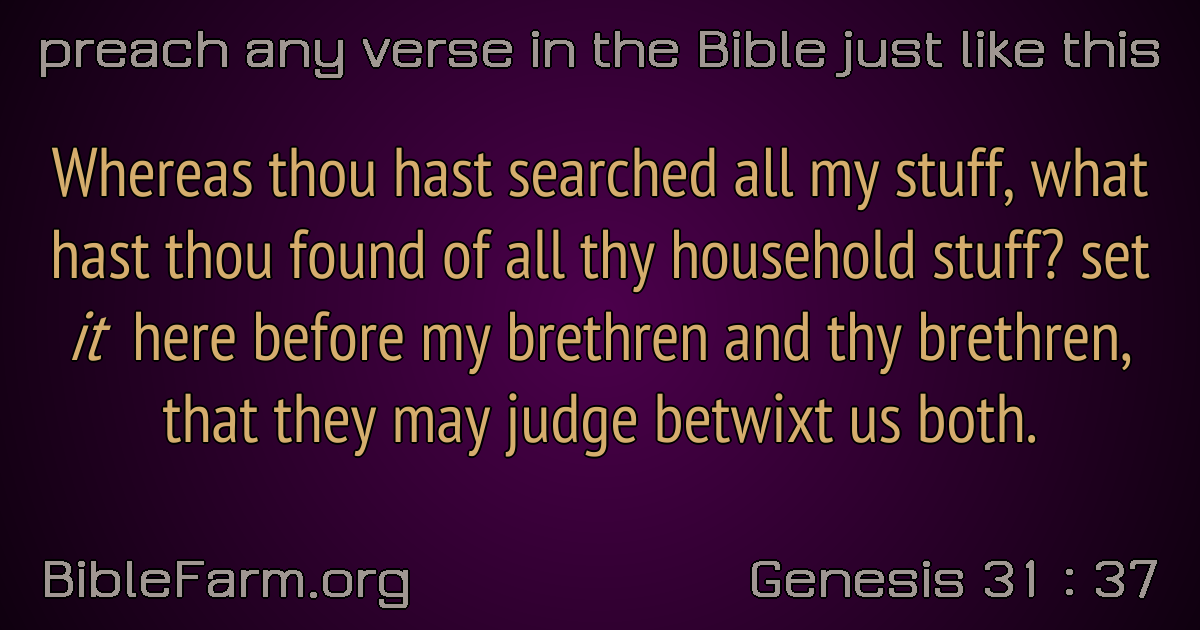 preach any verse in the Bible just like this
Whereas thou hast searched all my stuff, what
hast thou found of all thy household stuff? set
it here before my brethren and thy brethren,
that they may judge betwixt us both.
BibleFarm.org
Genesis 31 : 37